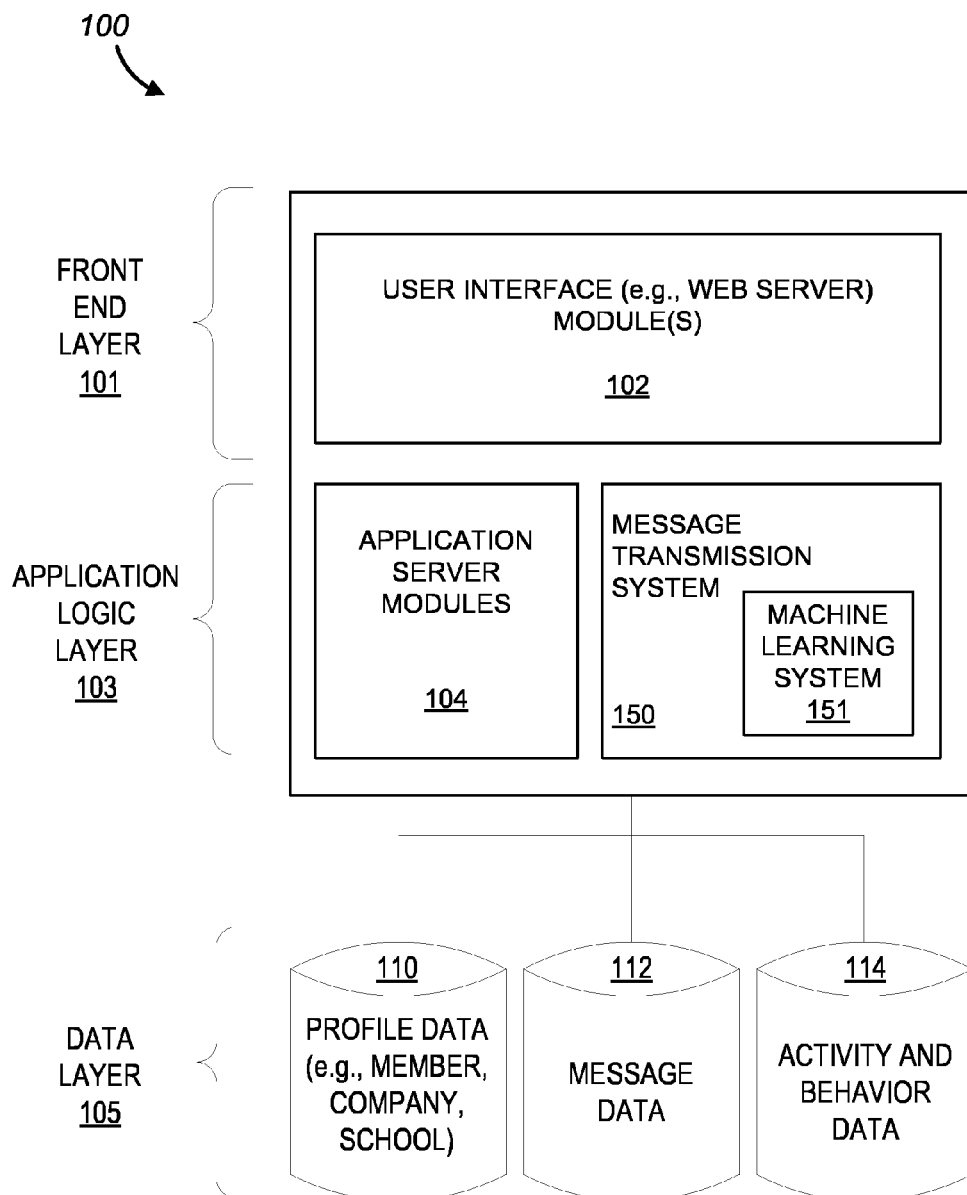 100
FRONT
END
LAYER
101
USER INTERFACE (e.g., WEB SERVER)
MODULE(S)
102
APPLICATION
LOGIC
LAYER
103
APPLICATION
SERVER
MODULES
104
MESSAGE
TRANSMISSION
SYSTEM
150
MACHINE
LEARNING
SYSTEM
151
DATA
LAYER
105
110
PROFILE DATA
(e.g., MEMBER,
COMPANY,
SCHOOL)
112
MESSAGE
DATA
114
ACTIVITY AND
BEHAVIOR
DATA